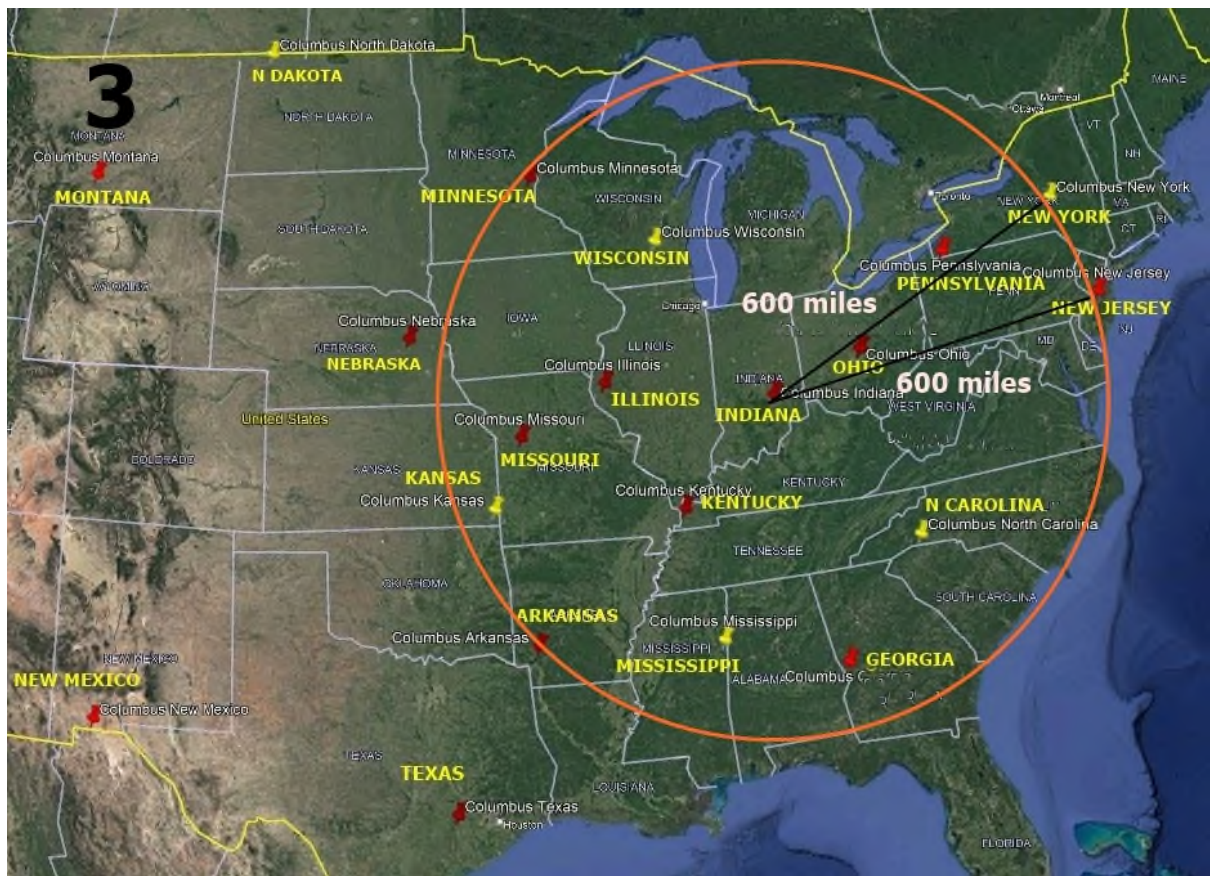 Columbus North Dakota
N DAKOTA
3
NORTH DAKOTA
MONTANA
Columbus Montana
MONTANA
MINNESOTA
Columbus Minnesota
MINNESOTA
WISCONSIN
Columbus Wisconsin
WISCONSIN
MICHIGAN
Ottawa
Montreal
MAINE
VT
NH
Toronto
NEW YORK
Columbus New York
NEW YORK
MA
CT
RI
SOUTH DAKOTA
WYOMING
Columbus Pennslyvania
PENNSYLVANIA
PENN
Columbus New Jersey
NEW JERSEY
NJ
MD
DE
Chicago
600 miles
Columbus Nebraska
NEBRASKA
NEBRASKA
IOWA
ILLINOIS
Columbus Illinois
ILLINOIS
INDIANA
Columbus Indiana
INDIANA
Columbus Ohio
OHIO
600 miles
WEST VIRGINIA
United States
COLORADO
Columbus Missouri
MISSOURI
MISSOURI
KANSAS
KANSAS
Columbus Kansas
Columbus Kentucky
KENTUCKY
KENTUCKY
N CAROLINA
Columbus North Carolina
TENNESSEE
SOUTH CAROLINA
OKLAHOMA
ARKANSAS
Columbus Arkansas
Columbus Mississippi
MISSISSIPPI
MISSISSIPPI
ALABAMA
Columbus
GEORGIA
NEW MEXICO
NEW MEXICO
Columbus New Mexico
TEXAS
TEXAS
Columbus Texas
Houston
LOUISIANA
FLORIDA